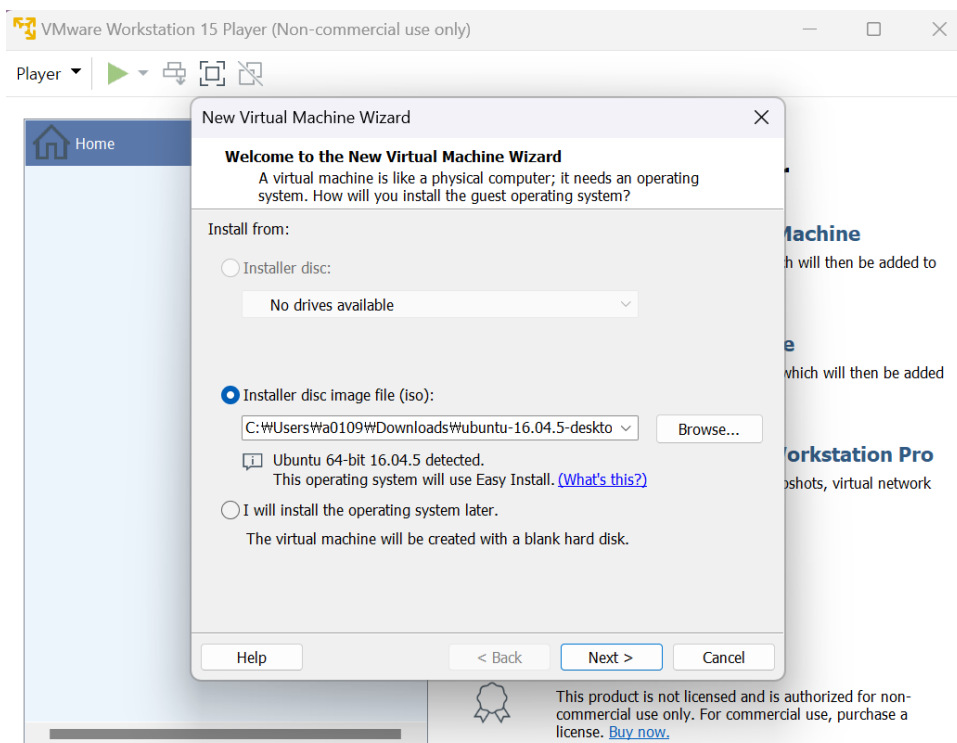 VMware Workstation 15 Player (Non-commercial use only)
Player
Home
New Virtual Machine Wizard
Welcome to the New Virtual Machine Wizard
A virtual machine is like a physical computer; it needs an operating
system. How will you install the guest operating system?
Install from:
Installer disc:
No drives available
Installer disc image file (iso):
C:₩Users₩a0109₩Downloads₩ubuntu-16.04.5-deskto
Browse...
Ubuntu 64-bit 16.04.5 detected.
This operating system will use Easy Install. (What's this?)
I will install the operating system later.
The virtual machine will be created with a blank hard disk.
Help
< Back
Next >
Cancel
will then be added to
which will then be added
Pro
virtual network
This product is not licensed and is authorized for non-
commercial use only. For commercial use, purchase a
license. Buy now.